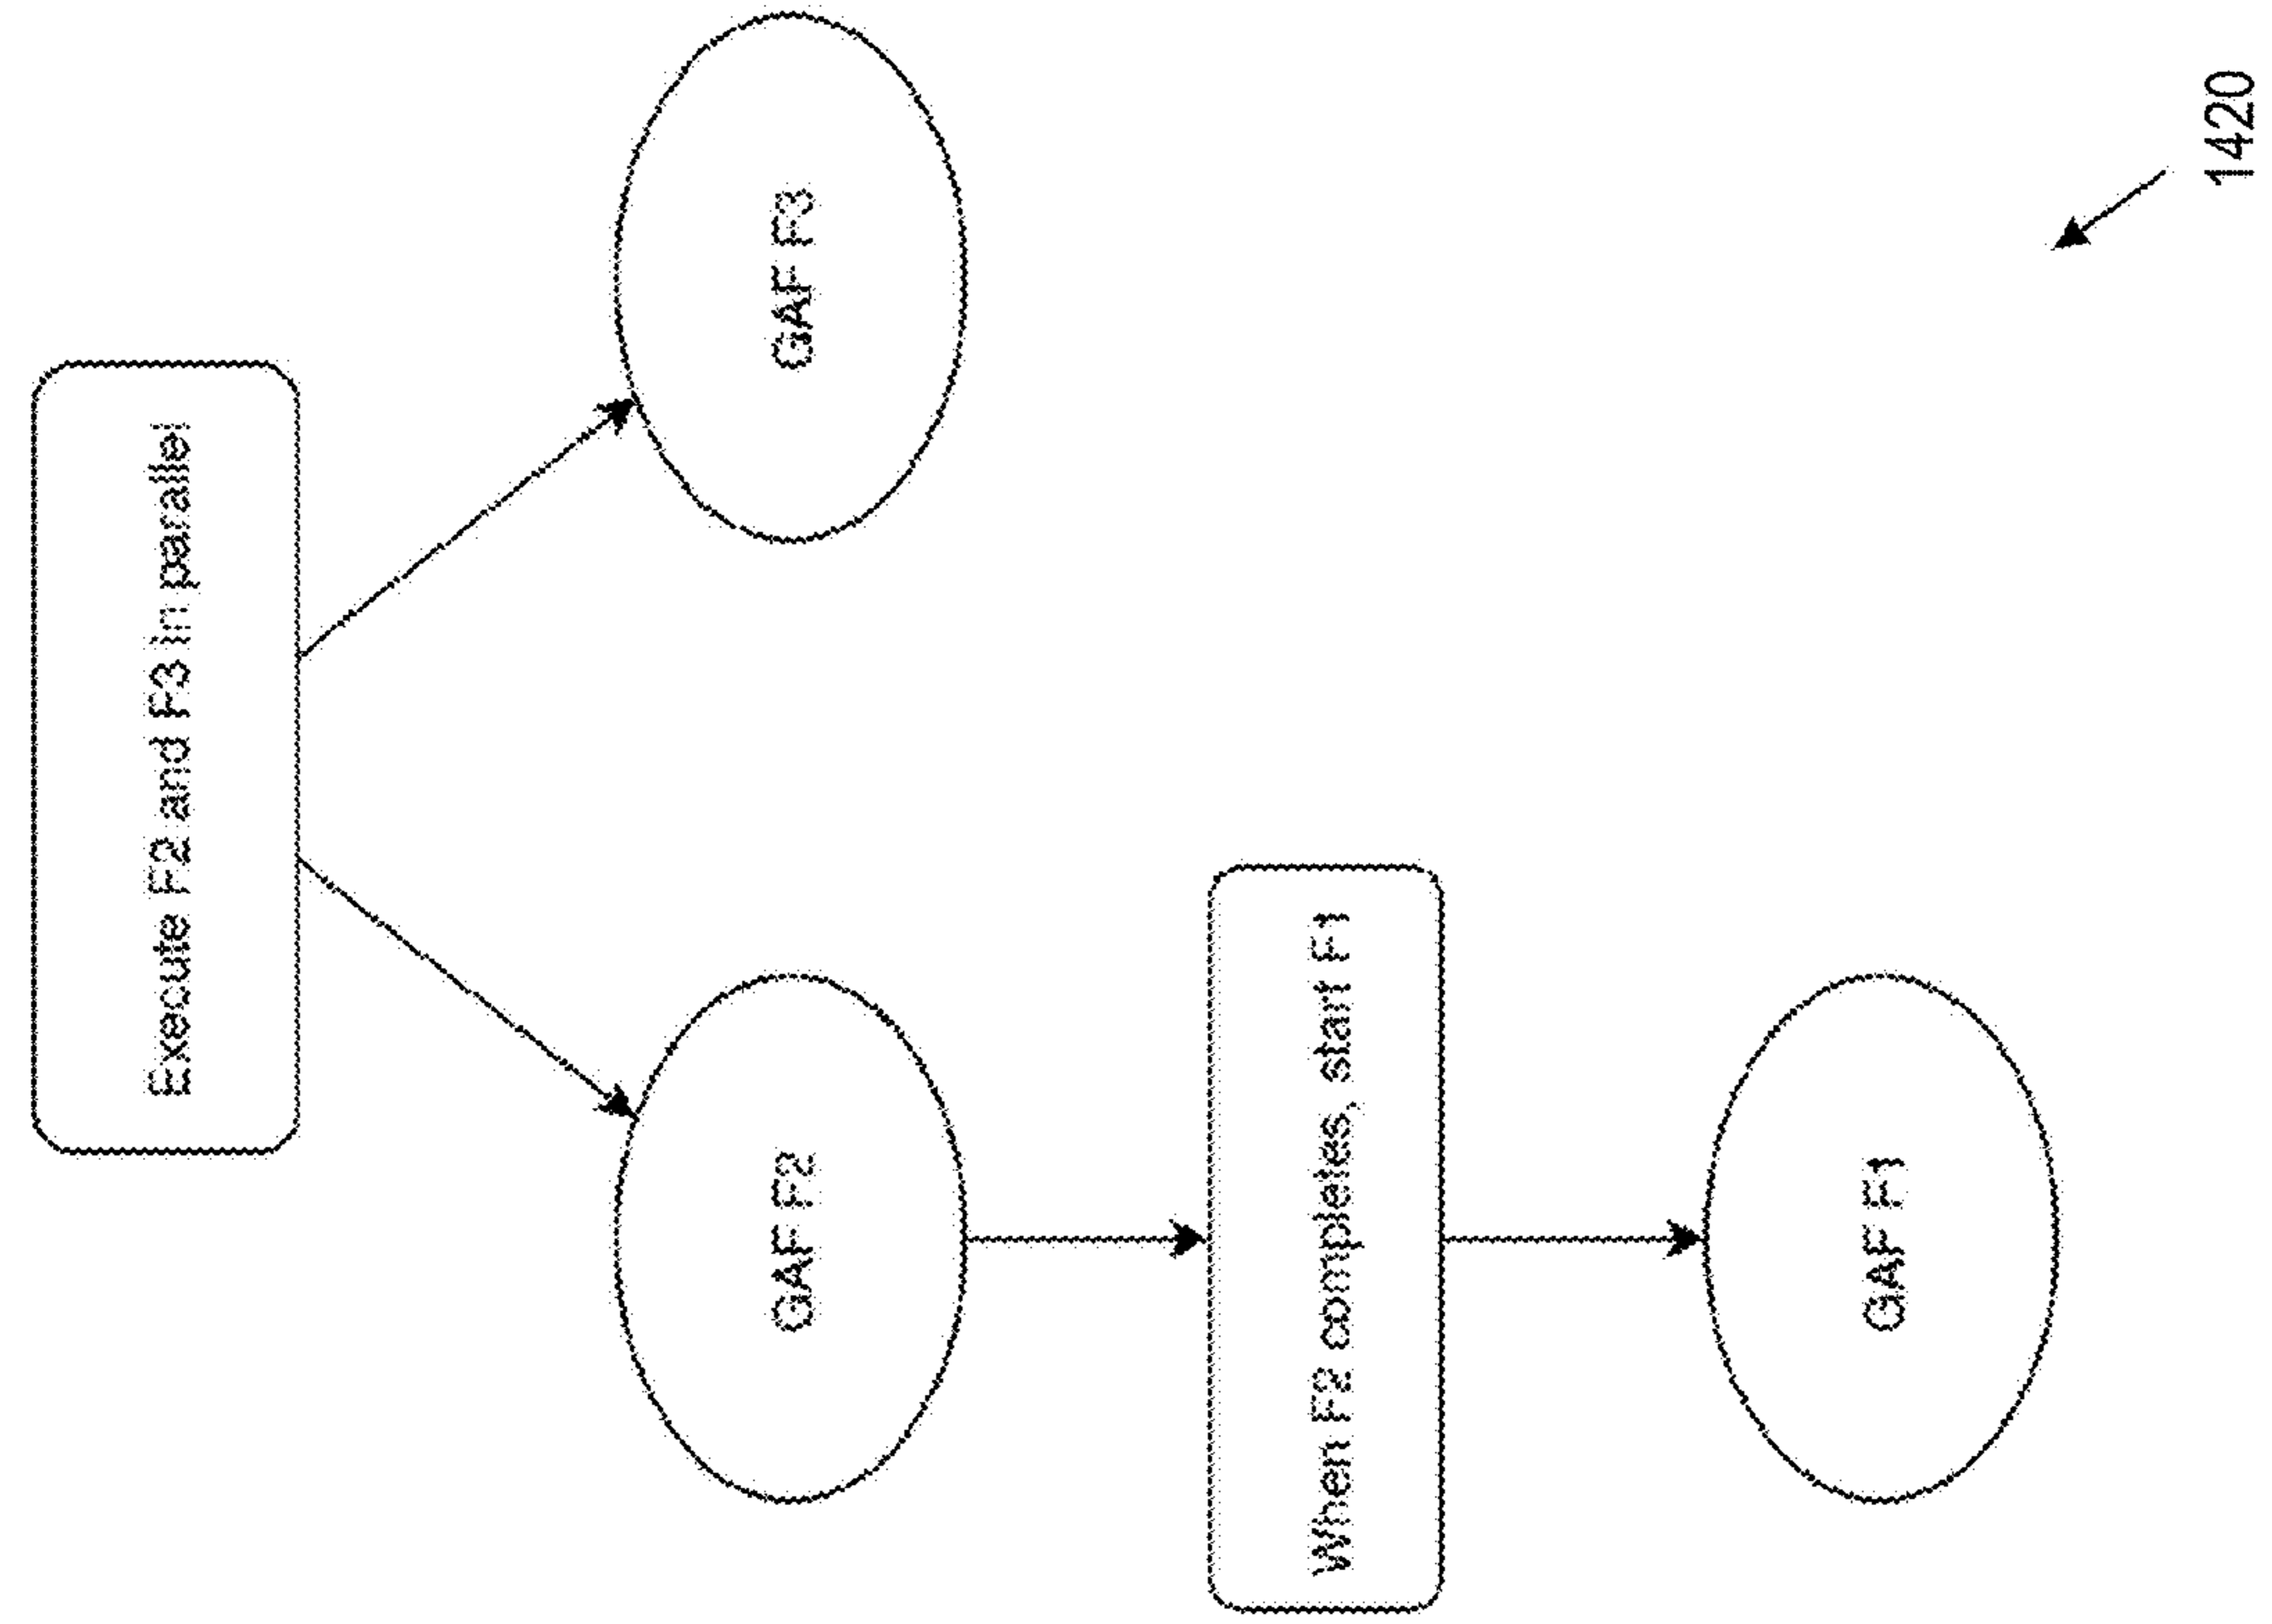 Execute F2 and F3 in parallel
GAF F2
GAF F3
When F2 completes, start F1
GAF F1
1420